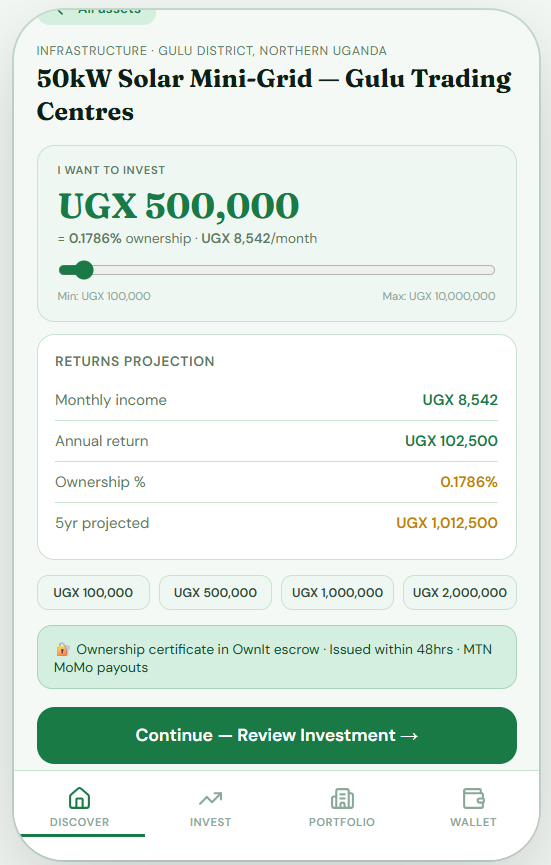 All assets
INFRASTRUCTURE · GULU DISTRICT, NORTHERN UGANDA
50kW Solar Mini-Grid — Gulu Trading
Centres
I WANT TO INVEST
UGX 500,000
= 0.1786% ownership · UGX 8,542/month
Min: UGX 100,000
Max: UGX 10,000,000
RETURNS PROJECTION
Monthly income UGX 8,542
Annual return UGX 102,500
Ownership % 0.1786%
5yr projected UGX 1,012,500
UGX 100,000 UGX 500,000 UGX 1,000,000 UGX 2,000,000
🔐 Ownership certificate in OwnIt escrow · Issued within 48hrs · MTN
MoMo payouts
Continue — Review Investment →
DISCOVER INVEST PORTFOLIO WALLET